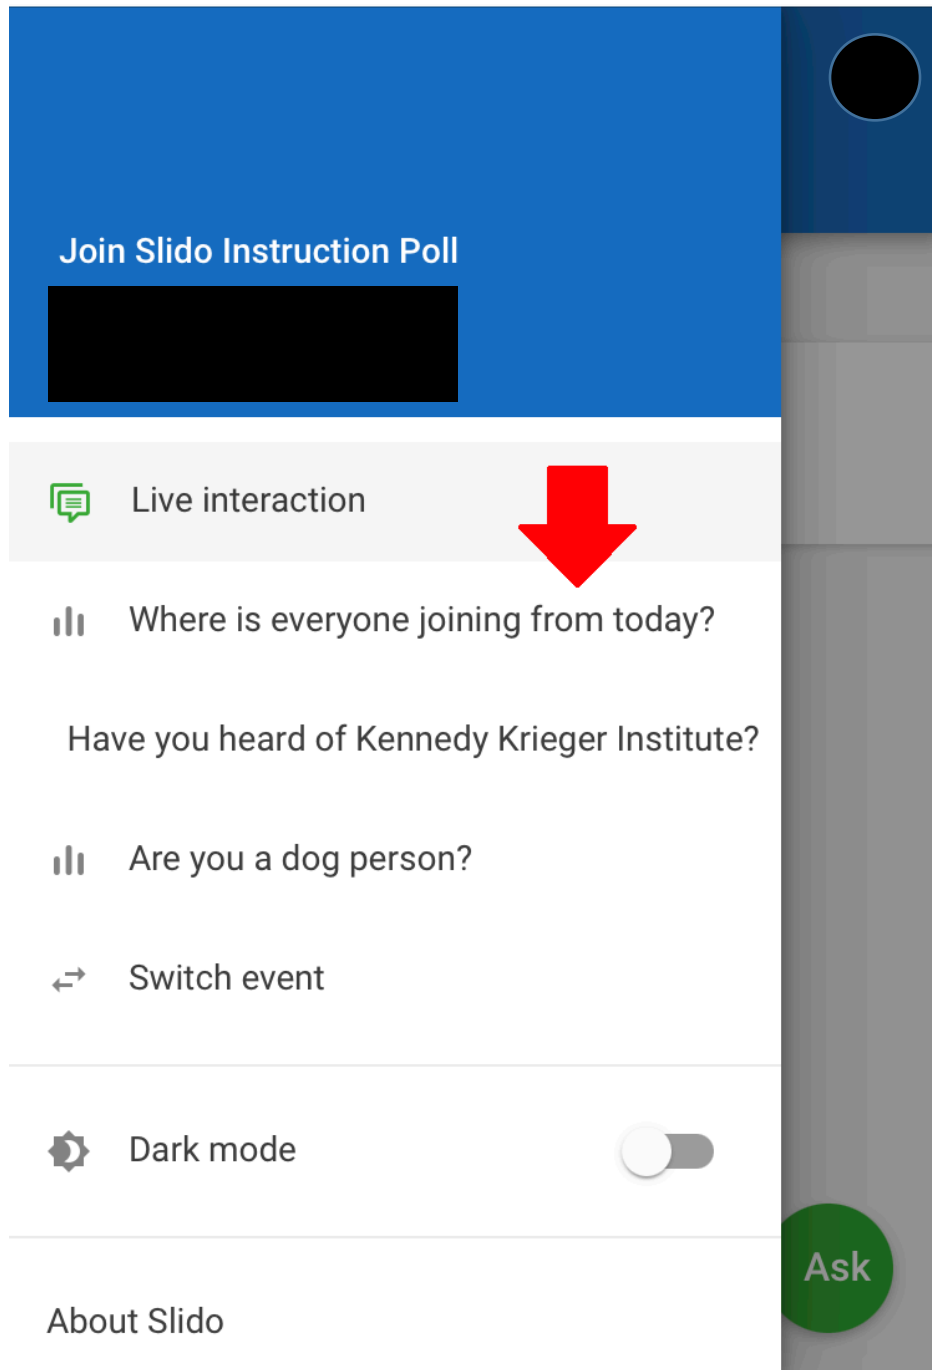 Join Slido Instruction Poll
Live interaction
Where is everyone joining from today?
Have you heard of Kennedy Krieger Institute?
Are you a dog person?
Switch event
Dark mode
Ask
About Slido